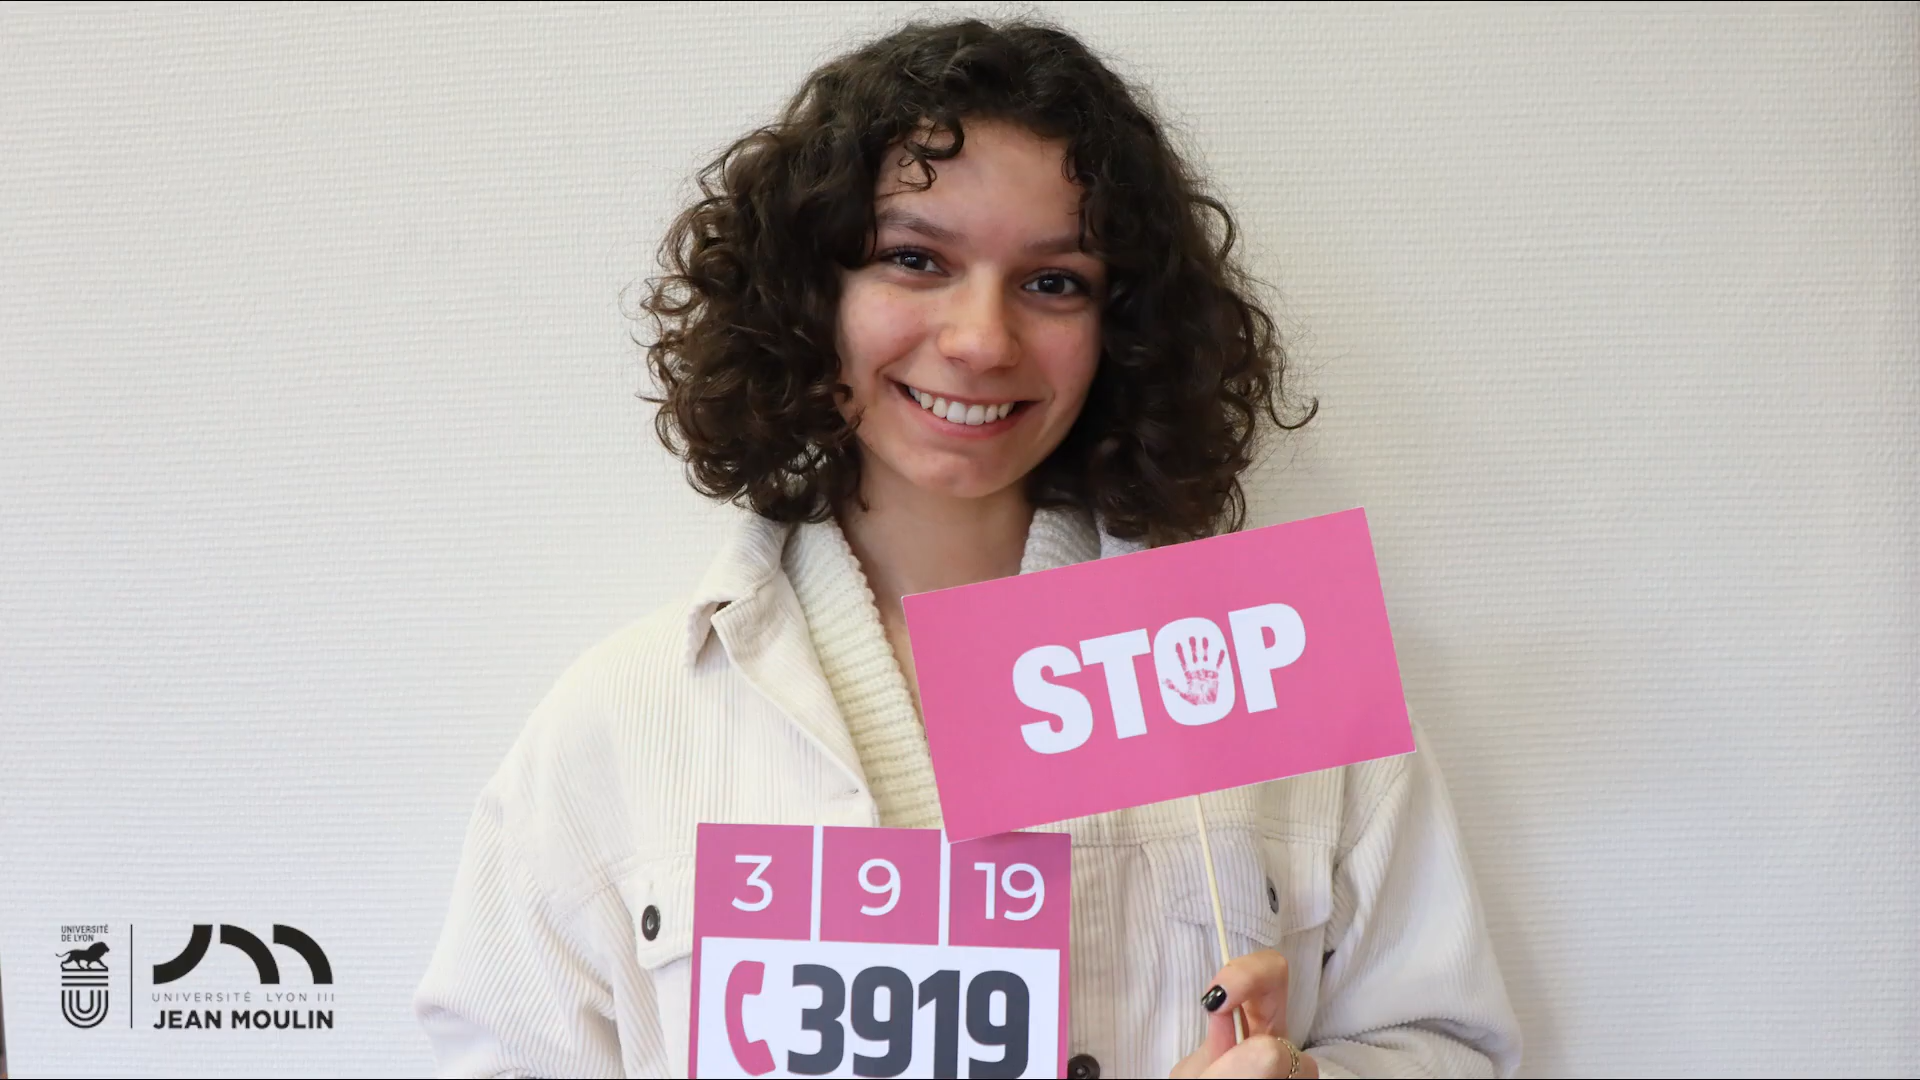 STOP
3 9 19
3919
UNIVERSITÉ
DE LYON
UNIVERSITÉ LYON III
JEAN MOULIN